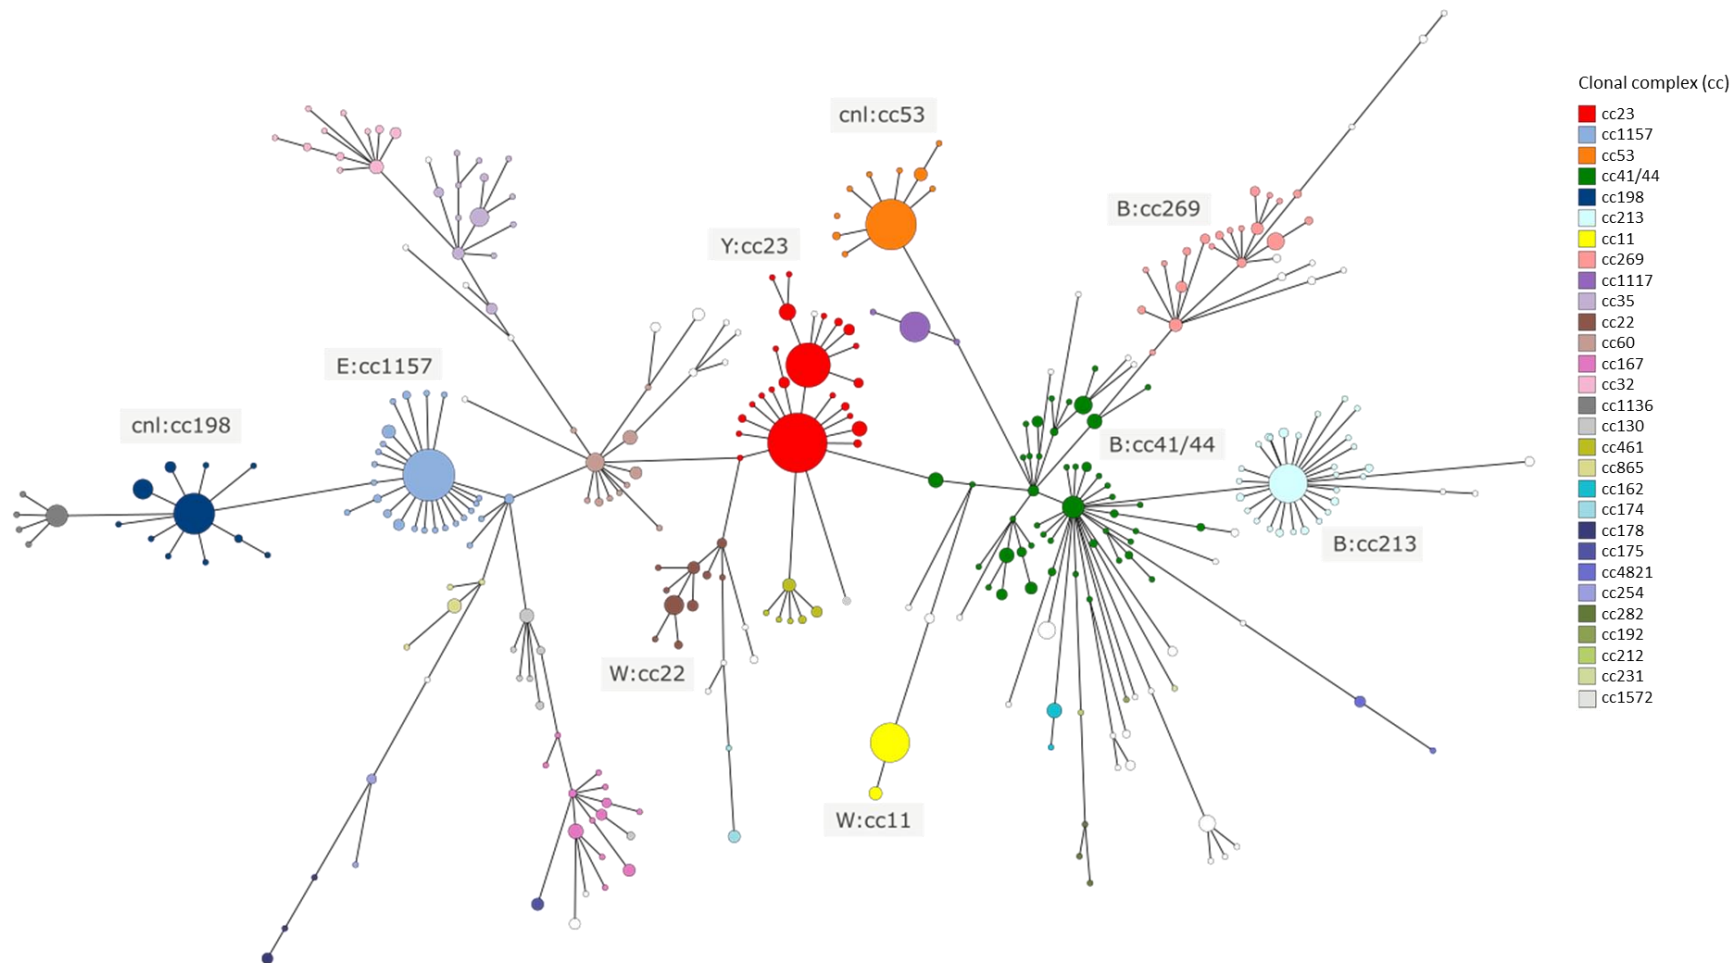 cnl:cc53
B:cc269
Y:cc23
E:cc1157
cnl:cc198
B:cc41/44
B:cc213
W:cc22
W:cc11
Clonal complex (cc)
cc23
cc1157
cc53
cc41/44
cc198
cc213
cc11
cc269
cc1117
cc35
cc22
cc60
cc167
cc32
cc1136
cc130
cc461
cc865
cc162
cc174
cc178
cc175
cc4821
cc254
cc282
cc192
cc212
cc231
cc1572